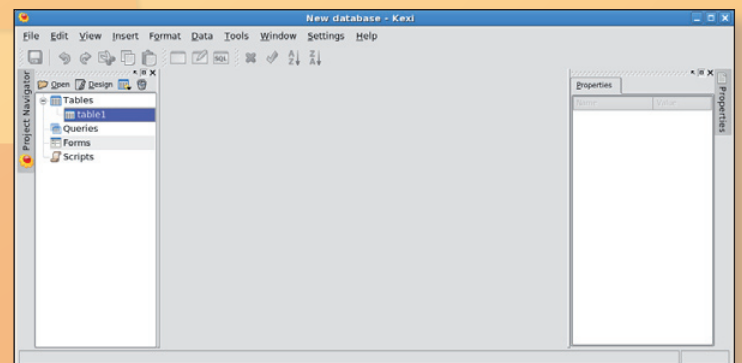 New database - Kexi
File Edit View Insert Format Data Tools Window Settings Help
SQL
A Z
Z A
Project Navigator
Open Design
Tables
table1
Queries
Forms
Scripts
Properties
Name Value
Properties